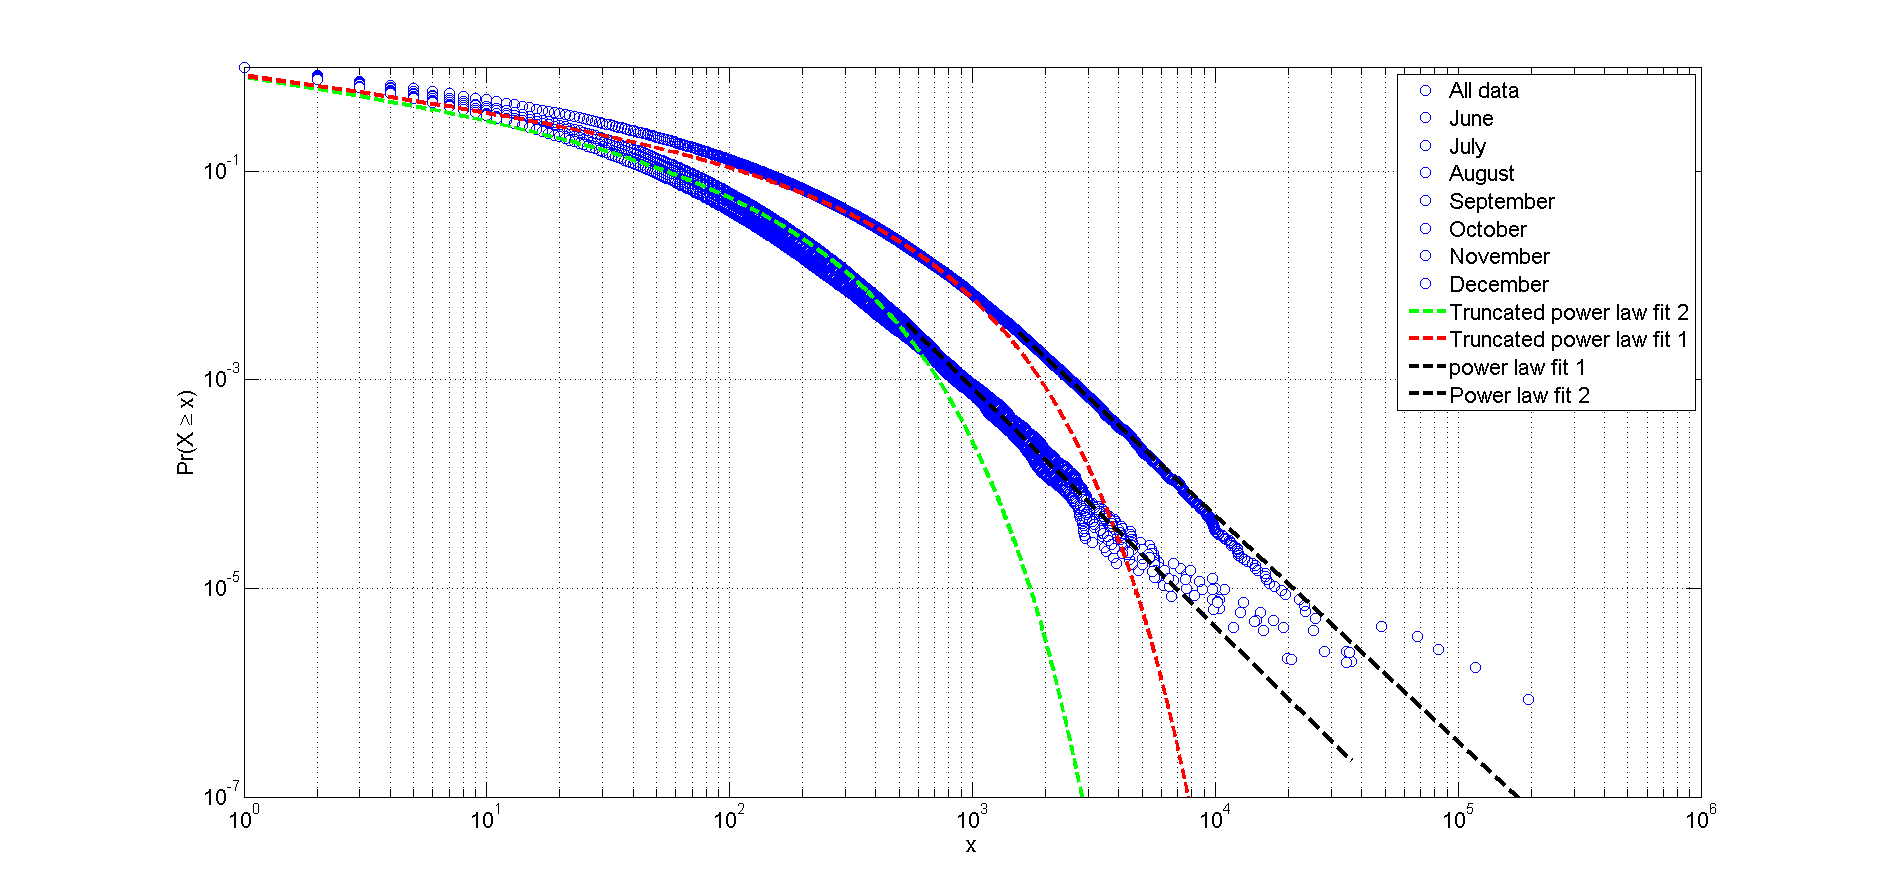 All data
June
July
August
September
October
November
December
Truncated power law fit 2
Truncated power law fit 1
power law fit 1
Power law fit 2
10^-1
10^-3
10^-5
10^-7
Pr(X ≥ x)
10^0 10^1 10^2 10^3 10^4 10^5 10^6
x